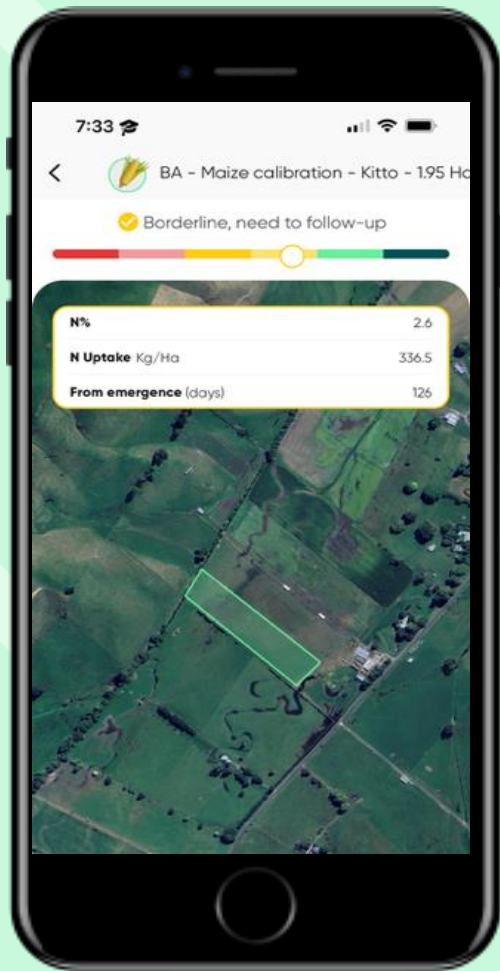 7:33
BA - Maize calibration - Kitto - 1.95 Ha
Borderline, need to follow-up
N% 2.6
N Uptake Kg/Ha 336.5
From emergence (days) 126